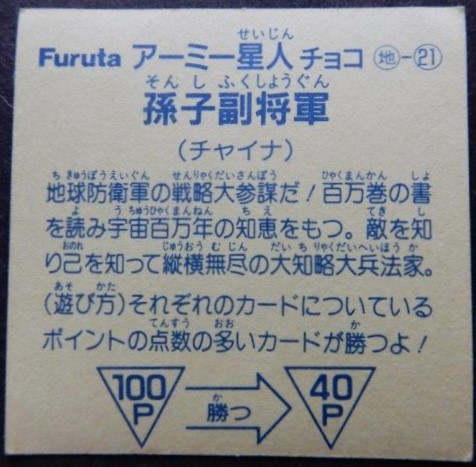 Furuta アーミー星人チョコ ㊞地-㉑
孫子副将軍
(チャイナ)
地球防衛軍の戦略大参謀だ!百万巻の書
を読み宇宙百万年の知恵をもつ。敵を知
り己を知って縦横無尽の大知略大兵法家。
(遊び方)それぞれのカードについている
ポイントの点数の多いカードが勝つよ!
100P 勝つ 40P